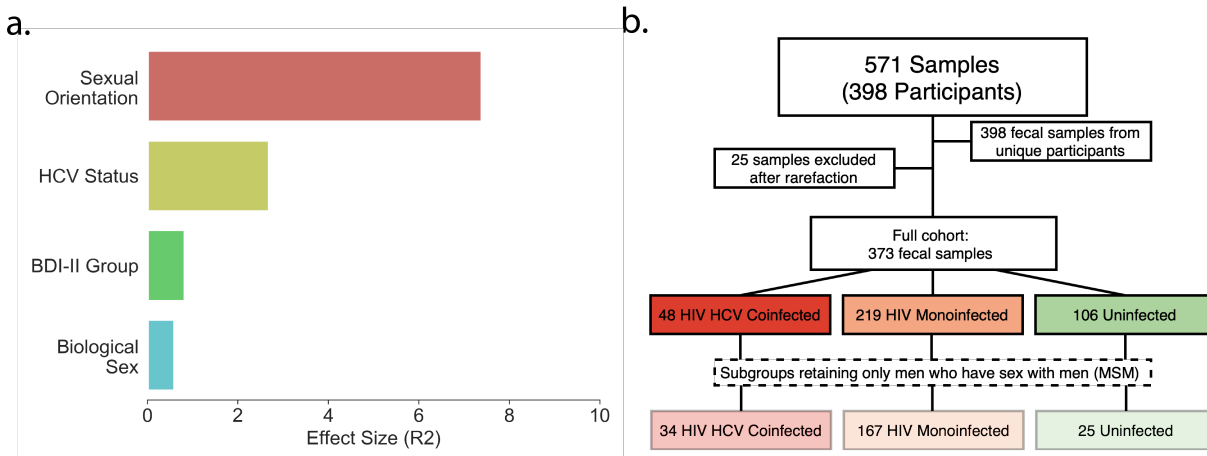 a.
Sexual
Orientation
HCV Status
BDI-II Group
Biological
Sex
0 2 4 6 8 10
Effect Size (R2)
b.
571 Samples
(398 Participants)
398 fecal samples from
unique participants
25 samples excluded
after rarefaction
Full cohort:
373 fecal samples
48 HIV HCV Coinfected
219 HIV Monoinfected
106 Uninfected
Subgroups retaining only men who have sex with men (MSM)
34 HIV HCV Coinfected
167 HIV Monoinfected
25 Uninfected